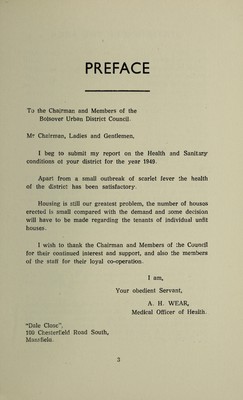 PREFACE
To the Chairman and Members of the
Bolsover Urban District Council.
Mr Chairman, Ladies and Gentlemen,
I beg to submit my report on the Health and Sanitary
conditions of your district for the year 1949.
Apart from a small outbreak of scarlet fever the health
of the district has been satisfactory.
Housing is still our greatest problem, the number of houses
erected is small compared with the demand and some decision
will have to be made regarding the tenants of individual unfit
houses.
I wish to thank the Chairman and Members of the Council
for their continued interest and support, and also the members
of the staff for their loyal co-operation.
I am,
Your obedient Servant,
A. H. WEAR,
Medical Officer of Health.
"Dale Close",
100 Chesterfield Road South,
Mansfield.
2